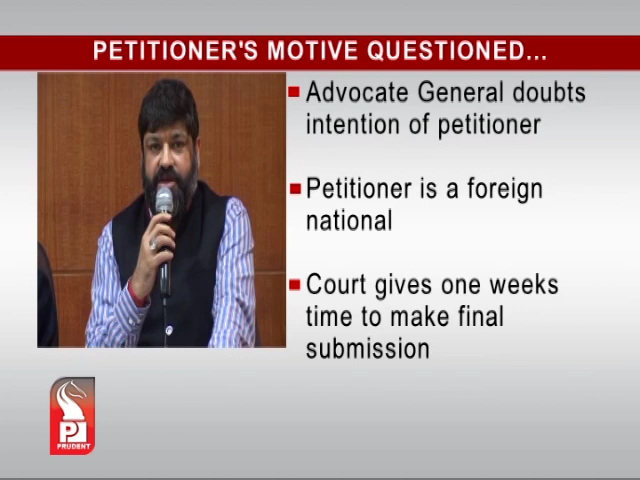 PETITIONER'S MOTIVE QUESTIONED...
Advocate General doubts
intention of petitioner
Petitioner is a foreign
national
Court gives one weeks
time to make final
submission
P
PRUDENT